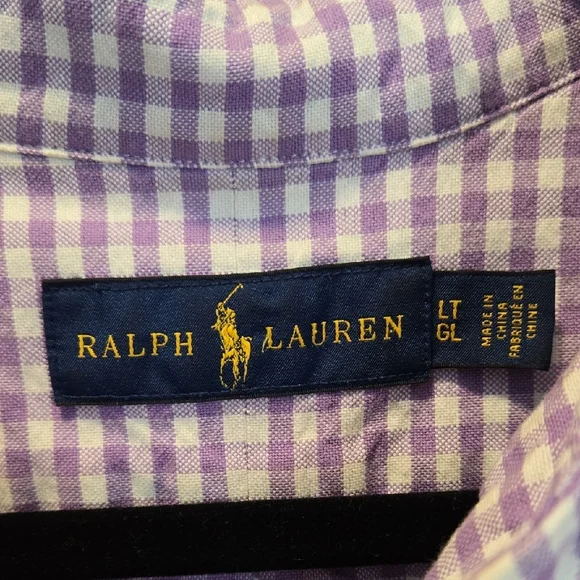 RALPH LAUREN
LT
GL
MADE IN
CHINA
FABRIQUÉ EN
CHINE